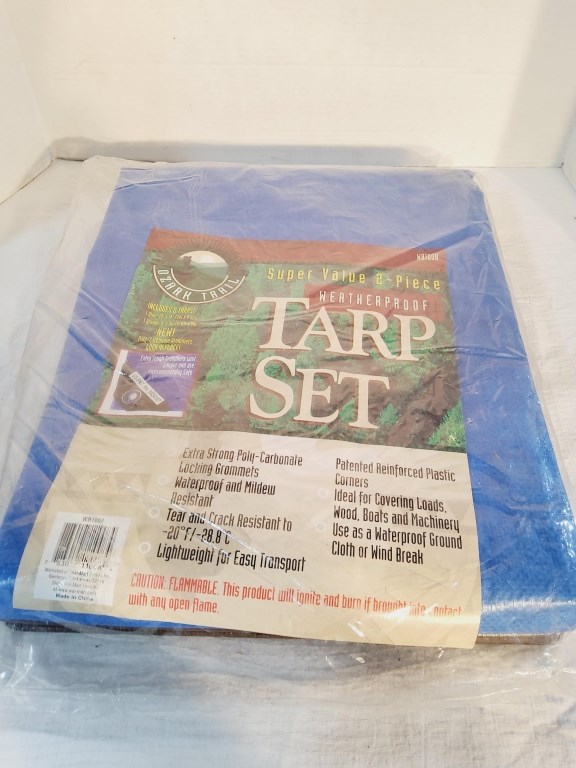 OZARK TRAIL
Super Value 2-Piece
WEATHERPROOF
TARP
SET
NEW!
Extra Strong Poly-Carbonate
Locking Grommets
Waterproof and Mildew
Resistant
Tear and Crack Resistant to
-20°F/-28.8°C
Lightweight for Easy Transport
Patented Reinforced Plastic
Corners
Ideal for Covering Loads,
Wood, Boats and Machinery
Use as a Waterproof Ground
Cloth or Wind Break
CAUTION: FLAMMABLE. This product will ignite and burn if brought into contact
with any open flame.
Made in China